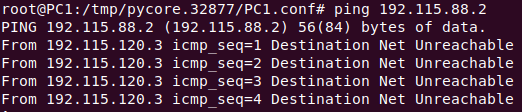 root@PC1:/tmp/pycore.32877/PC1.conf# ping 192.115.88.2
PING 192.115.88.2 (192.115.88.2) 56(84) bytes of data.
From 192.115.120.3 icmp_seq=1 Destination Net Unreachable
From 192.115.120.3 icmp_seq=2 Destination Net Unreachable
From 192.115.120.3 icmp_seq=3 Destination Net Unreachable
From 192.115.120.3 icmp_seq=4 Destination Net Unreachable